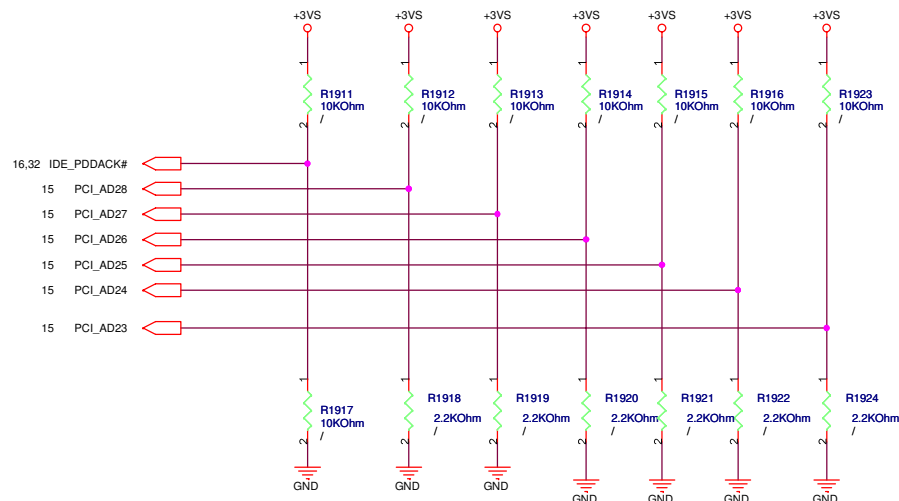 +3VS +3VS +3VS +3VS +3VS +3VS +3VS
1 1 1 1 1 1 1
R1911 R1912 R1913 R1914 R1915 R1916 R1923
10KOhm 10KOhm 10KOhm 10KOhm 10KOhm 10KOhm 10KOhm
/ / / / / / /
2 2 2 2 2 2 2
16,32 IDE_PDDACK#
15 PCI_AD28
15 PCI_AD27
15 PCI_AD26
15 PCI_AD25
15 PCI_AD24
15 PCI_AD23
1 1 1 1 1 1 1
R1917 R1918 R1919 R1920 R1921 R1922 R1924
10KOhm 2.2KOhm 2.2KOhm 2.2KOhm 2.2KOhm 2.2KOhm 2.2KOhm
/ / / / / / /
2 2 2 2 2 2 2
GND GND GND GND GND GND GND